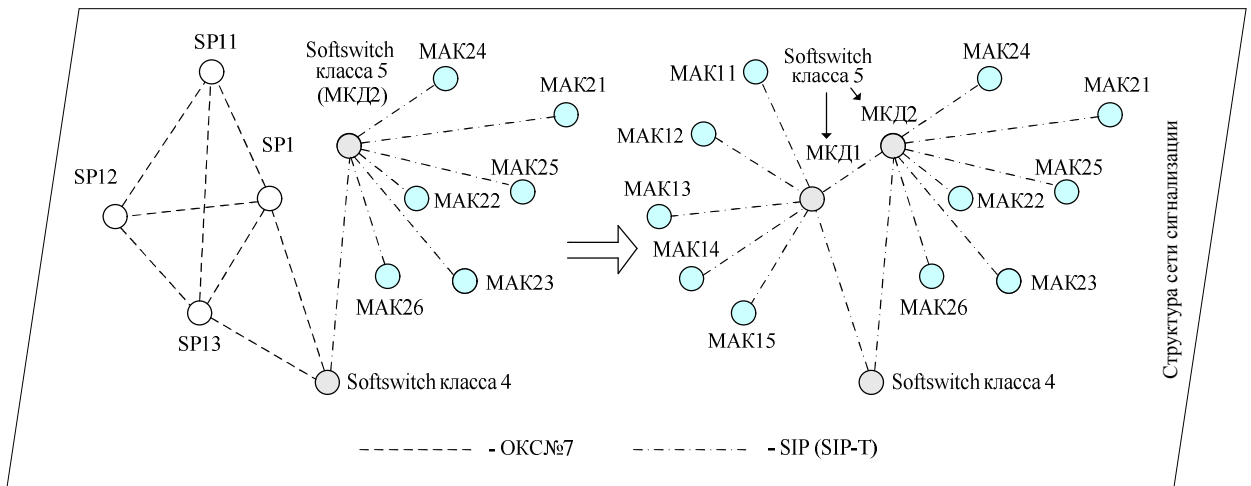 SP11
SP1
SP12
SP13
Softswitch
класса 5
(МКД2)
МАК24
МАК21
МАК25
МАК22
МАК23
МАК26
Softswitch класса 4
МАК11
МАК12
МАК13
МАК14
МАК15
Softswitch
класса 5
МКД1
МКД2
МАК24
МАК21
МАК25
МАК22
МАК23
МАК26
Softswitch класса 4
Структура сети сигнализации
- ОКС№7
- SIP (SIP-T)